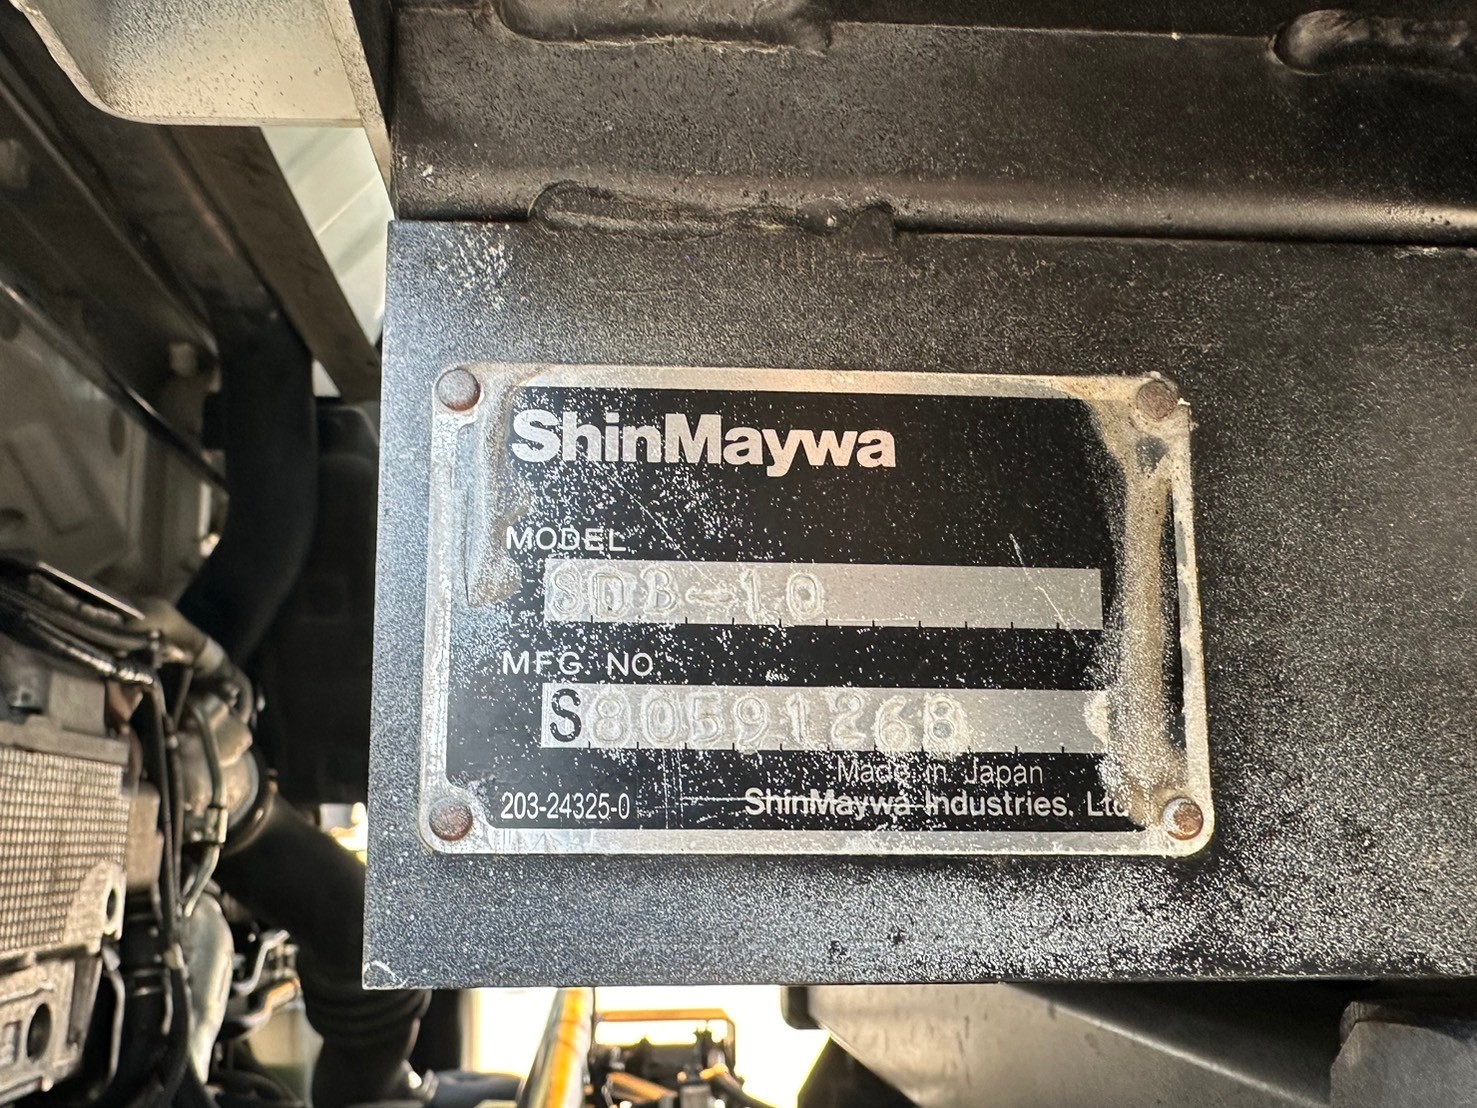 ShinMaywa
MODEL
SDB-10
MFG. NO.
S80591268
Made in Japan
203-24325-0 ShinMaywa Industries, Ltd